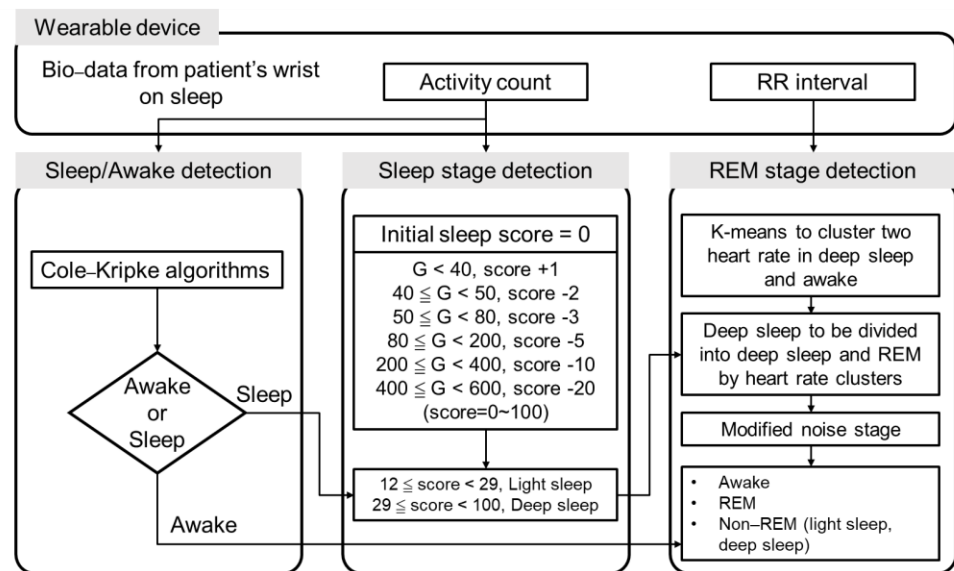 Wearable device
Bio–data from patient's wrist
on sleep
Activity count
RR interval
Sleep/Awake detection
Cole–Kripke algorithms
Awake
or
Sleep
Sleep
Awake
Sleep stage detection
Initial sleep score = 0
G < 40, score +1
40 ≦ G < 50, score -2
50 ≦ G < 80, score -3
80 ≦ G < 200, score -5
200 ≦ G < 400, score -10
400 ≦ G < 600, score -20
(score=0~100)
12 ≦ score < 29, Light sleep
29 ≦ score < 100, Deep sleep
REM stage detection
K-means to cluster two
heart rate in deep sleep
and awake
Deep sleep to be divided
into deep sleep and REM
by heart rate clusters
Modified noise stage
• Awake
• REM
• Non–REM (light sleep,
deep sleep)